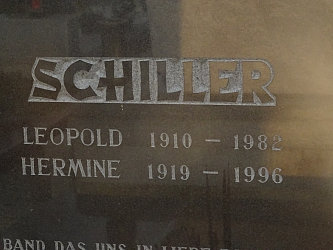 SCHILLER
LEOPOLD 1910 – 1982
HERMINE 1919 – 1996
BAND DAS UNS IN LIEBE